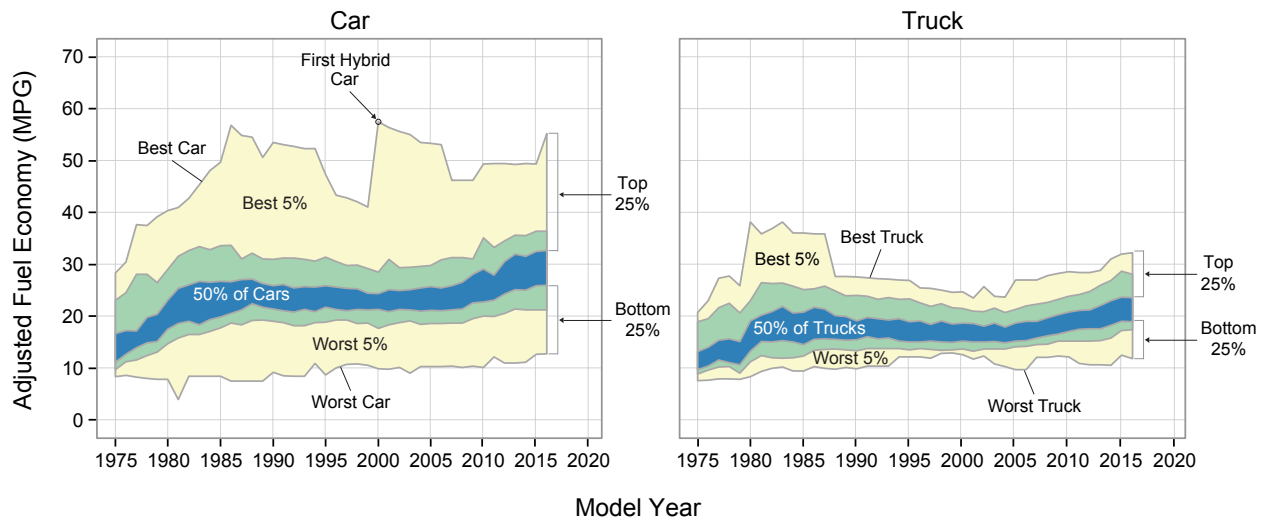 Car
Truck
Adjusted Fuel Economy (MPG)
70
60
50
40
30
20
10
0
First Hybrid
Car
Best Car
Best 5%
50% of Cars
Worst 5%
Worst Car
Top
25%
Bottom
25%
Best Truck
Best 5%
50% of Trucks
Worst 5%
Worst Truck
Top
25%
Bottom
25%
1975 1980 1985 1990 1995 2000 2005 2010 2015 2020
1975 1980 1985 1990 1995 2000 2005 2010 2015 2020
Model Year